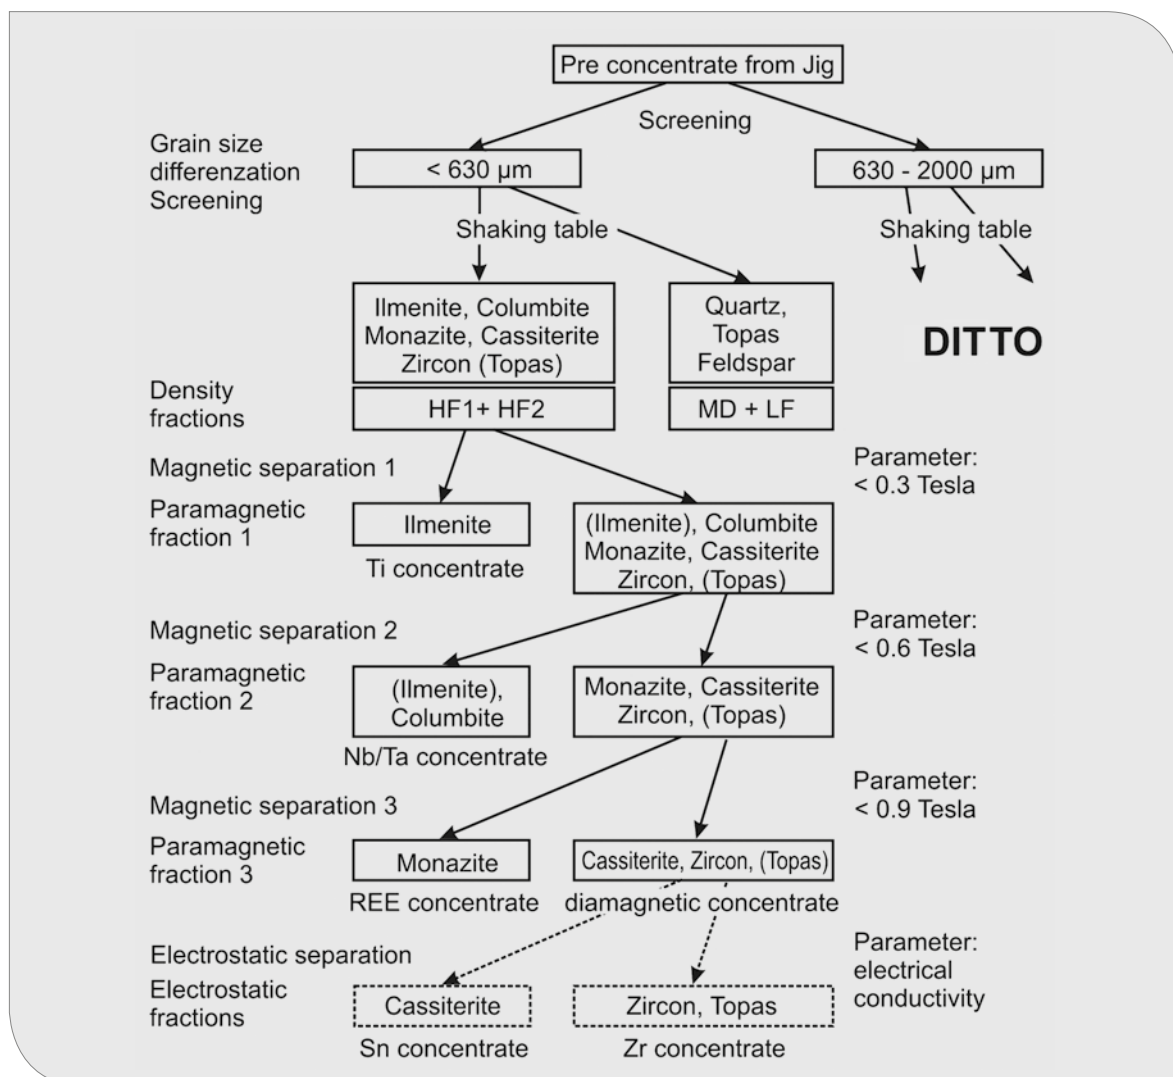 Pre concentrate from Jig
Screening
Grain size
differenzation
Screening
< 630 µm
630 - 2000 µm
Shaking table
Shaking table
Ilmenite, Columbite
Monazite, Cassiterite
Zircon (Topas)
Quartz,
Topas
Feldspar
DITTO
Density
fractions
HF1+ HF2
MD + LF
Magnetic separation 1
Parameter:
< 0.3 Tesla
Paramagnetic
fraction 1
Ilmenite
Ti concentrate
(Ilmenite), Columbite
Monazite, Cassiterite
Zircon, (Topas)
Magnetic separation 2
Parameter:
< 0.6 Tesla
Paramagnetic
fraction 2
(Ilmenite),
Columbite
Nb/Ta concentrate
Monazite, Cassiterite
Zircon, (Topas)
Magnetic separation 3
Parameter:
< 0.9 Tesla
Paramagnetic
fraction 3
Monazite
REE concentrate
Cassiterite, Zircon, (Topas)
diamagnetic concentrate
Electrostatic separation
Parameter:
electrical
conductivity
Electrostatic
fractions
Cassiterite
Sn concentrate
Zircon, Topas
Zr concentrate